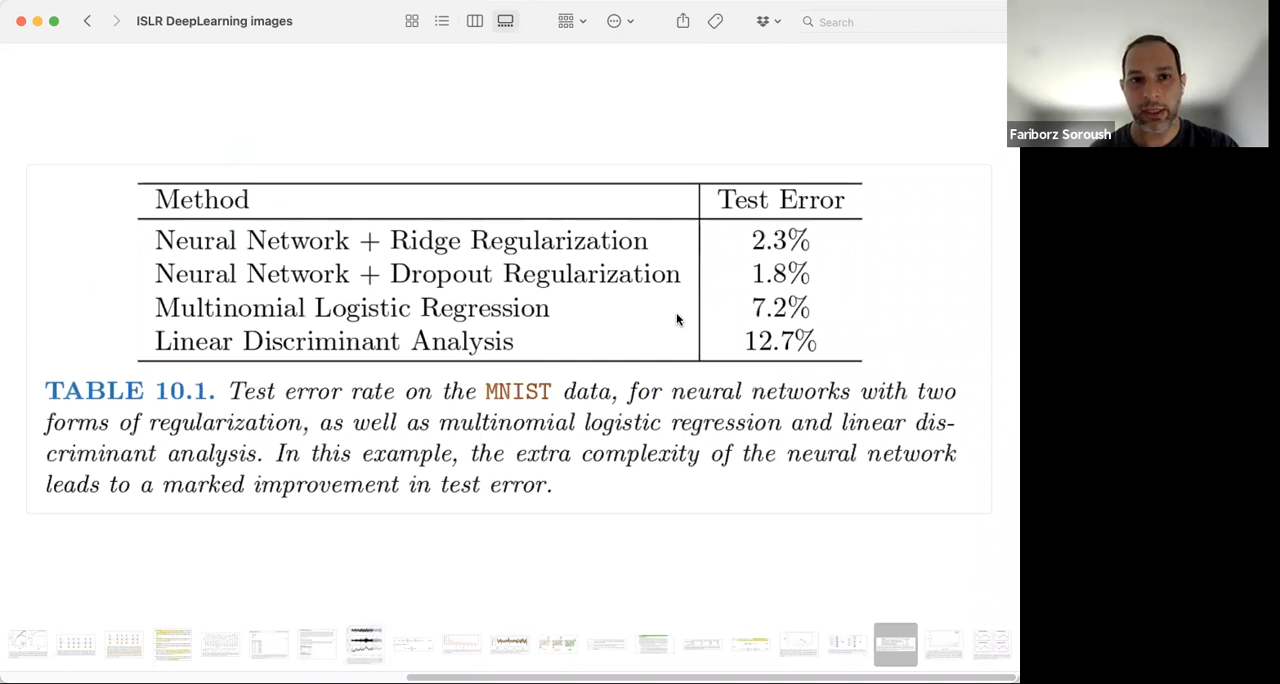 ISLR DeepLearning images
Search
Fariborz Soroush
Method Test Error
Neural Network + Ridge Regularization 2.3%
Neural Network + Dropout Regularization 1.8%
Multinomial Logistic Regression 7.2%
Linear Discriminant Analysis 12.7%
TABLE 10.1. Test error rate on the MNIST data, for neural networks with two
forms of regularization, as well as multinomial logistic regression and linear dis-
criminant analysis. In this example, the extra complexity of the neural network
leads to a marked improvement in test error.